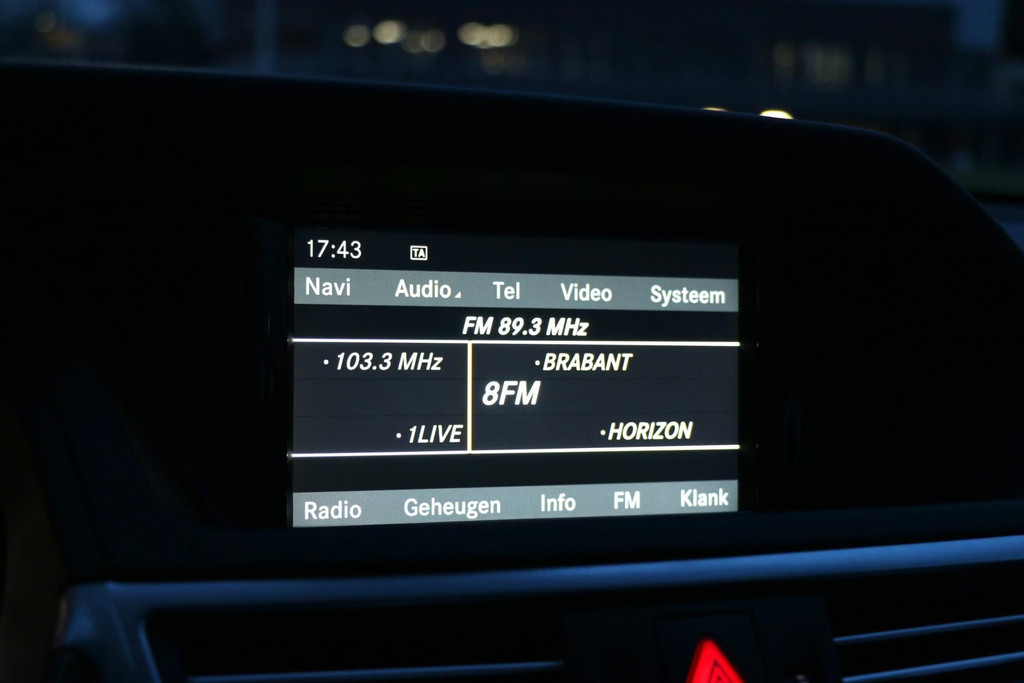 17:43 TA
Navi Audio Tel Video Systeem
FM 89.3 MHz
·103.3 MHz ·BRABANT
8FM
·1LIVE ·HORIZON
Radio Geheugen Info FM Klank